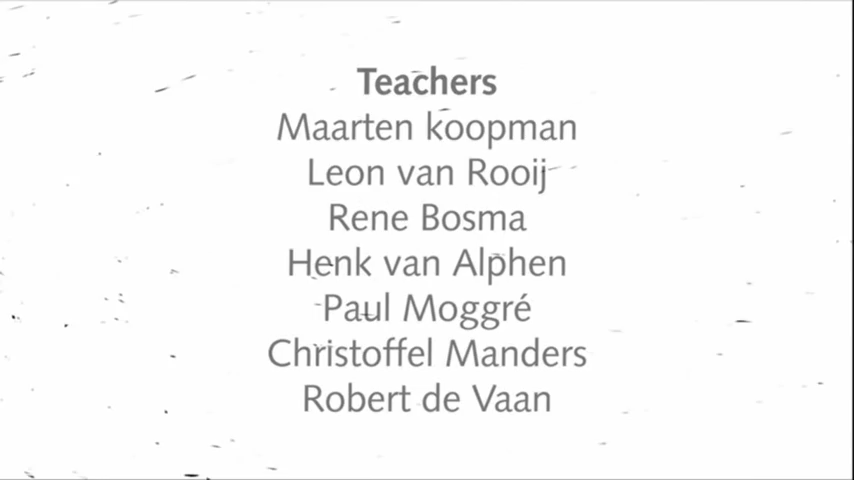 Teachers
Maarten koopman
Leon van Rooij
Rene Bosma
Henk van Alphen
Paul Moggré
Christoffel Manders
Robert de Vaan